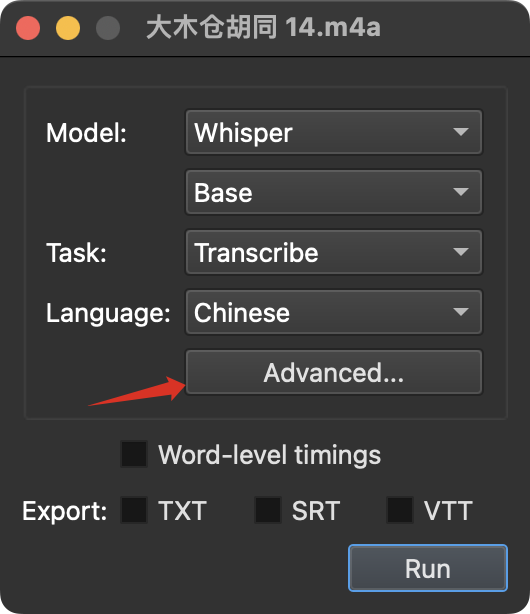 大木仓胡同 14.m4a
Model: Whisper
Base
Task: Transcribe
Language: Chinese
Advanced...
Word-level timings
Export: TXT SRT VTT
Run